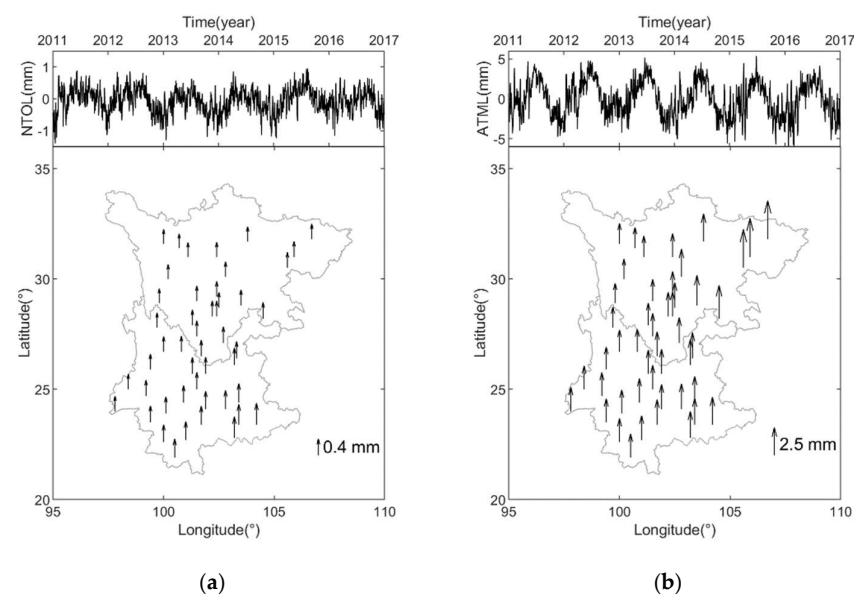 Time(year)
2011 2012 2013 2014 2015 2016 2017
NTOL(mm)
1
0
-1
35
30
25
20
Latitude(°)
0.4 mm
95 100 105 110
Longitude(°)
(a)
Time(year)
2011 2012 2013 2014 2015 2016 2017
ATML(mm)
5
0
-5
35
30
25
20
Latitude(°)
2.5 mm
95 100 105 110
Longitude(°)
(b)